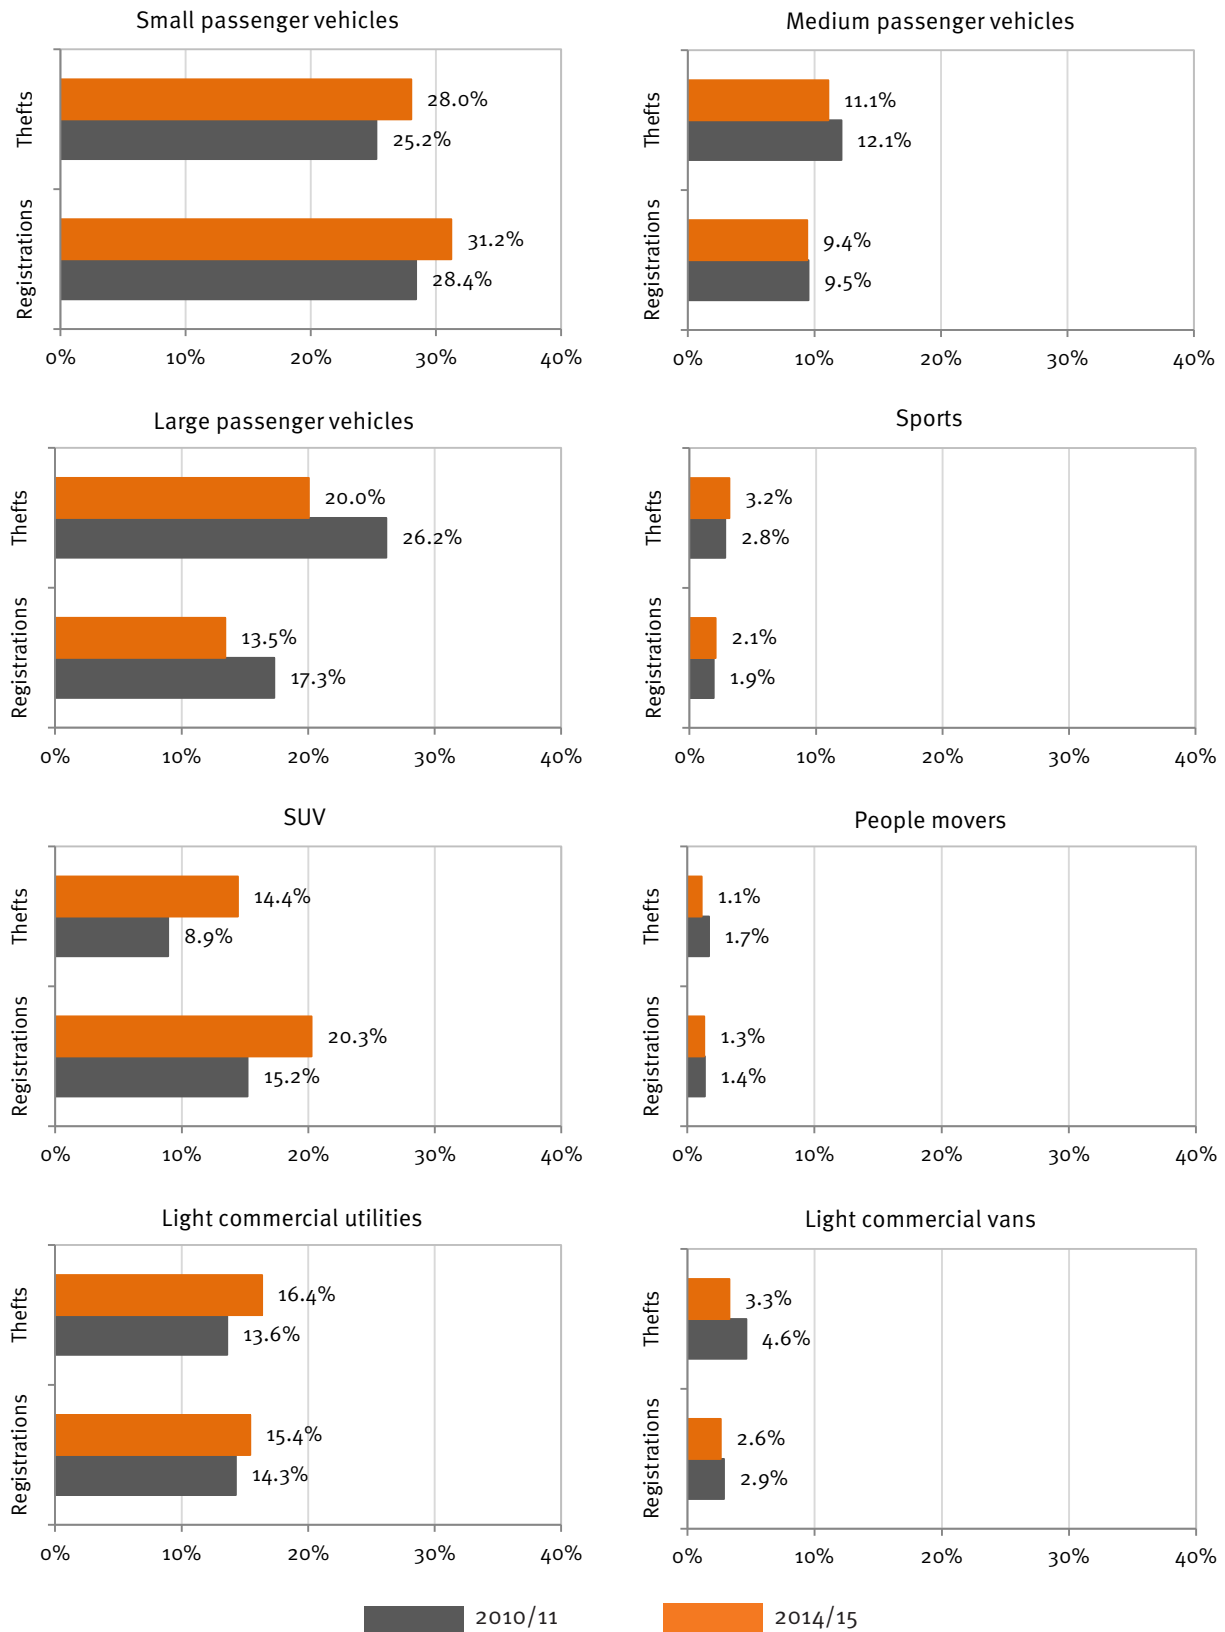 Small passenger vehicles
Thefts
28.0%
25.2%
Registrations
31.2%
28.4%
0% 10% 20% 30% 40%
Medium passenger vehicles
Thefts
11.1%
12.1%
Registrations
9.4%
9.5%
0% 10% 20% 30% 40%
Large passenger vehicles
Thefts
20.0%
26.2%
Registrations
13.5%
17.3%
0% 10% 20% 30% 40%
Sports
Thefts
3.2%
2.8%
Registrations
2.1%
1.9%
0% 10% 20% 30% 40%
SUV
Thefts
14.4%
8.9%
Registrations
20.3%
15.2%
0% 10% 20% 30% 40%
People movers
Thefts
1.1%
1.7%
Registrations
1.3%
1.4%
0% 10% 20% 30% 40%
Light commercial utilities
Thefts
16.4%
13.6%
Registrations
15.4%
14.3%
0% 10% 20% 30% 40%
Light commercial vans
Thefts
3.3%
4.6%
Registrations
2.6%
2.9%
0% 10% 20% 30% 40%
2010/11 2014/15